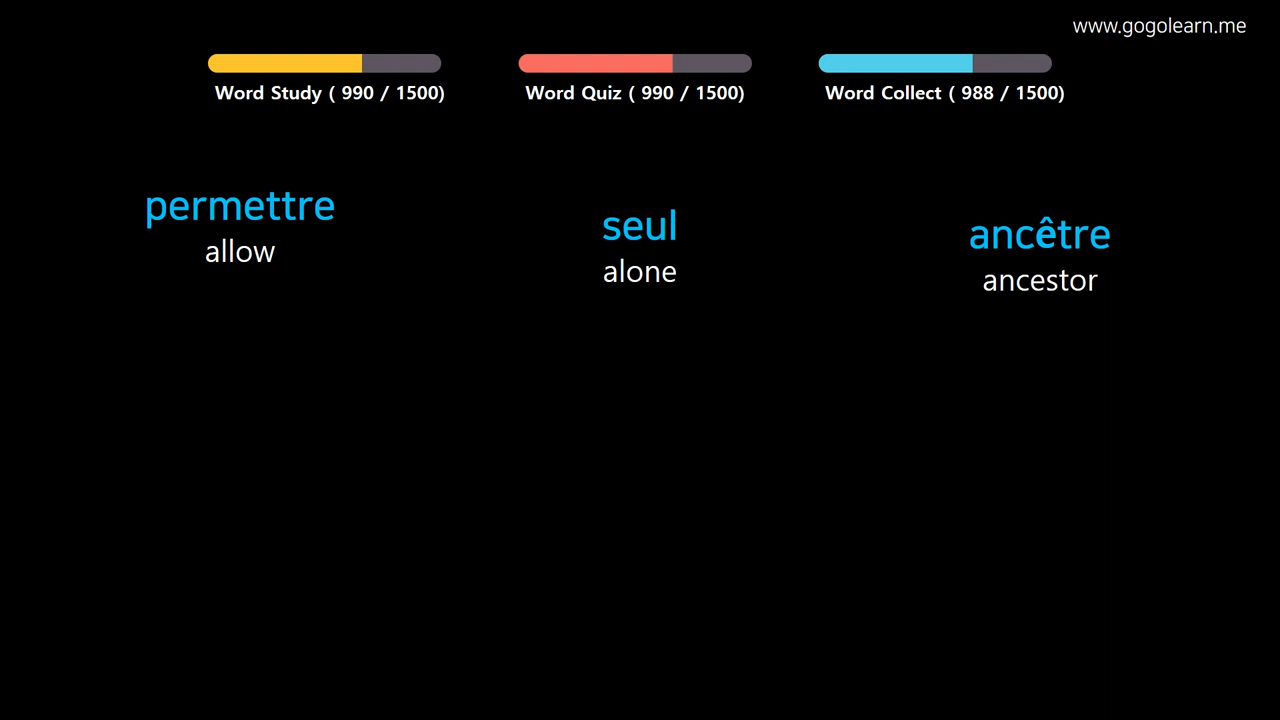 www.gogolearn.me
Word Study ( 990 / 1500)
Word Quiz ( 990 / 1500)
Word Collect ( 988 / 1500)
permettre
allow
seul
alone
ancêtre
ancestor